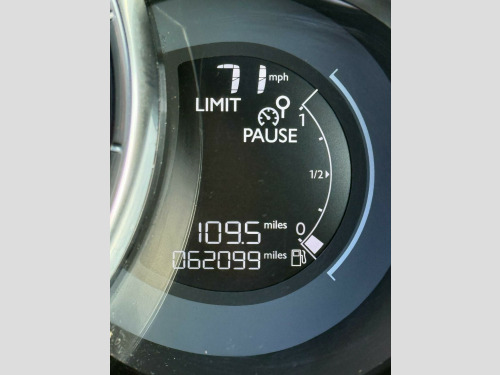 71 mph
LIMIT
1
PAUSE
1/2
109.5 miles 0
062099 miles